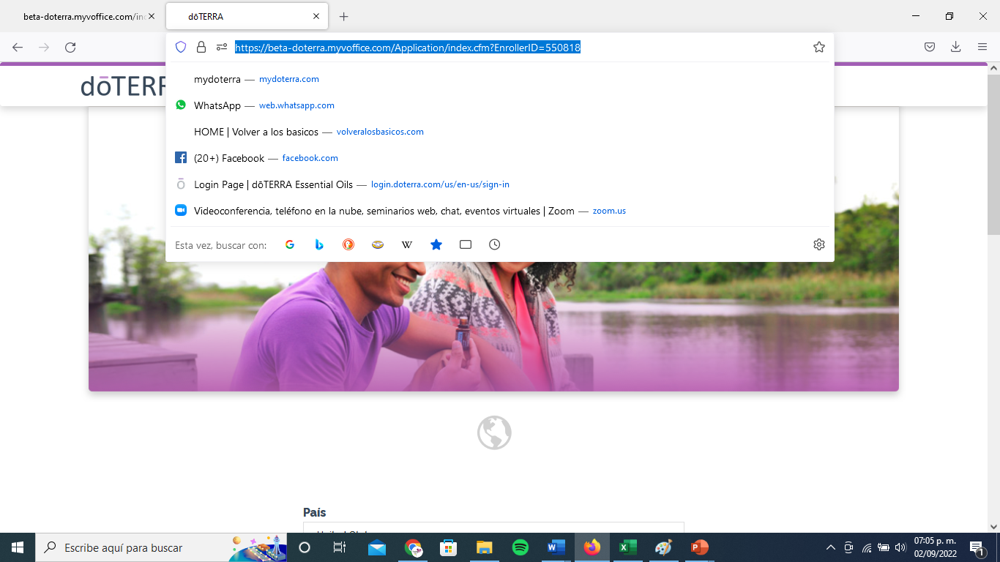 beta-doterra.myvoffice.com/in
dōTERRA
https://beta-doterra.myvoffice.com/Application/index.cfm?EnrollerID=550818
dōTERR
mydoterra — mydoterra.com
WhatsApp — web.whatsapp.com
HOME | Volver a los basicos — volveralosbasicos.com
(20+) Facebook — facebook.com
Login Page | dōTERRA Essential Oils — login.doterra.com/us/en-us/sign-in
Videoconferencia, teléfono en la nube, seminarios web, chat, eventos virtuales | Zoom — zoom.us
Esta vez, buscar con:
País
Escribe aquí para buscar
07:05 p. m.
02/09/2022
1